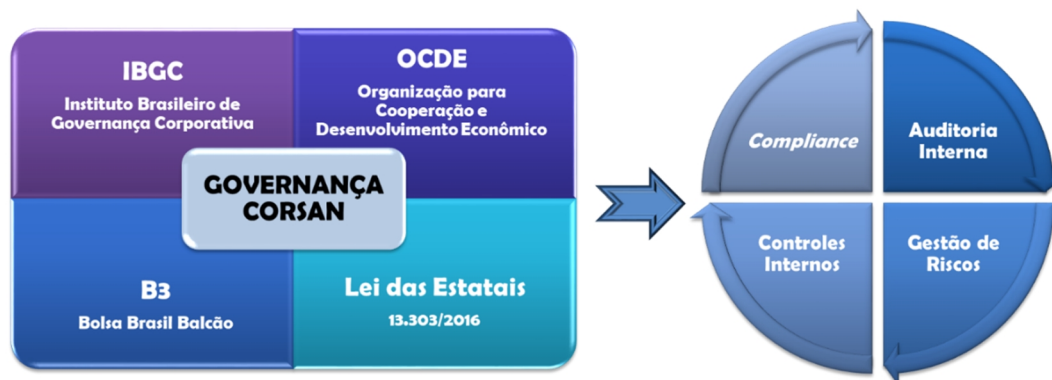 IBGC
Instituto Brasileiro de
Governança Corporativa
OCDE
Organização para
Cooperação e
Desenvolvimento Econômico
GOVERNANÇA
CORSAN
B3
Bolsa Brasil Balcão
Lei das Estatais
13.303/2016
Compliance
Auditoria
Interna
Controles
Internos
Gestão de
Riscos